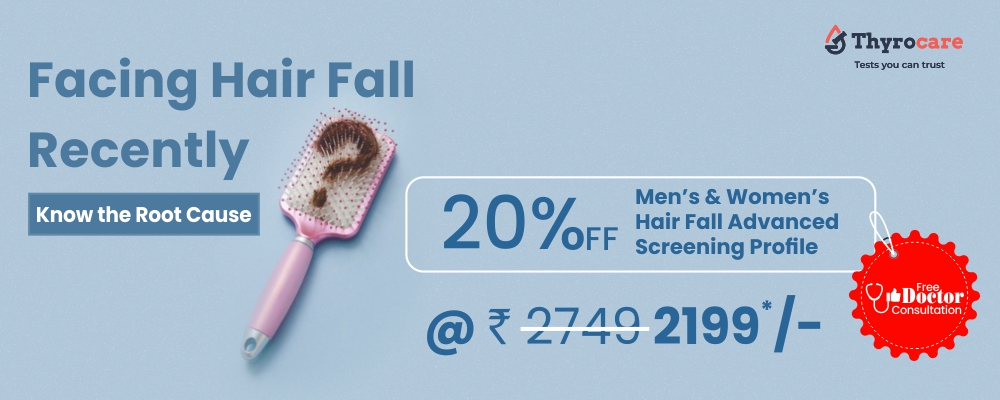 Thyrocare
Tests you can trust
Facing Hair Fall
Recently
Know the Root Cause
20%OFF
Men's & Women's
Hair Fall Advanced
Screening Profile
@ ₹ 2749 2199*/-
Free
Doctor
Consultation